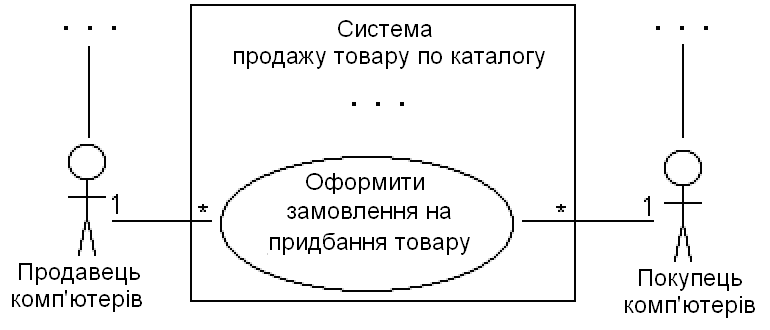 . . .
Система
продажу товару по каталогу
. . .
. . .
Оформити
замовлення на
придбання товару
1
*
*
1
Продавець
комп'ютерів
Покупець
комп'ютерів